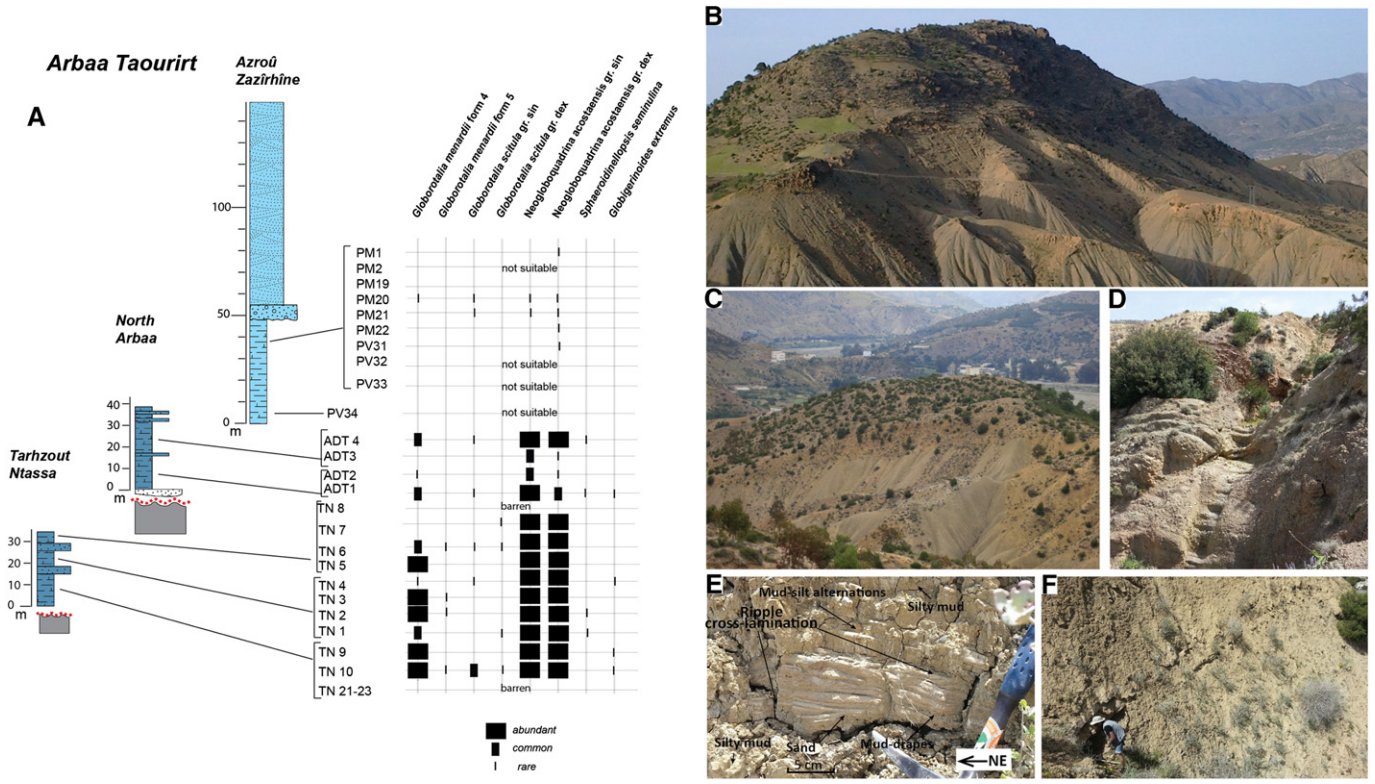 A
Arbaa Taourirt
Azroû
Zazîrhîne
Globorotalia menardii form 4
Globorotalia menardii form 5
Globorotalia scitula gr. sin
Globorotalia scitula gr. dex
Neogloboquadrina acostaensis gr. sin
Neogloboquadrina acostaensis gr. dex
Sphaeroidinellopsis seminulina
Globigerinoides extremus
100
50
0
m
PM1
PM2 not suitable
PM19
PM20
PM21
PM22
PV31
PV32 not suitable
PV33 not suitable
PV34 not suitable
North
Arbaa
40
30
20
10
0
m
ADT 4
ADT3
ADT2
ADT1
Tarhzout
Ntassa
30
20
10
0
m
TN 8 barren
TN 7
TN 6
TN 5
TN 4
TN 3
TN 2
TN 1
TN 9
TN 10
TN 21-23 barren
abundant
common
rare
B
C
D
E
Mud-silt alternations
Ripple
cross-lamination
Silty mud
Silty mud
Sand
Mud-drapes
5 cm
NE
F